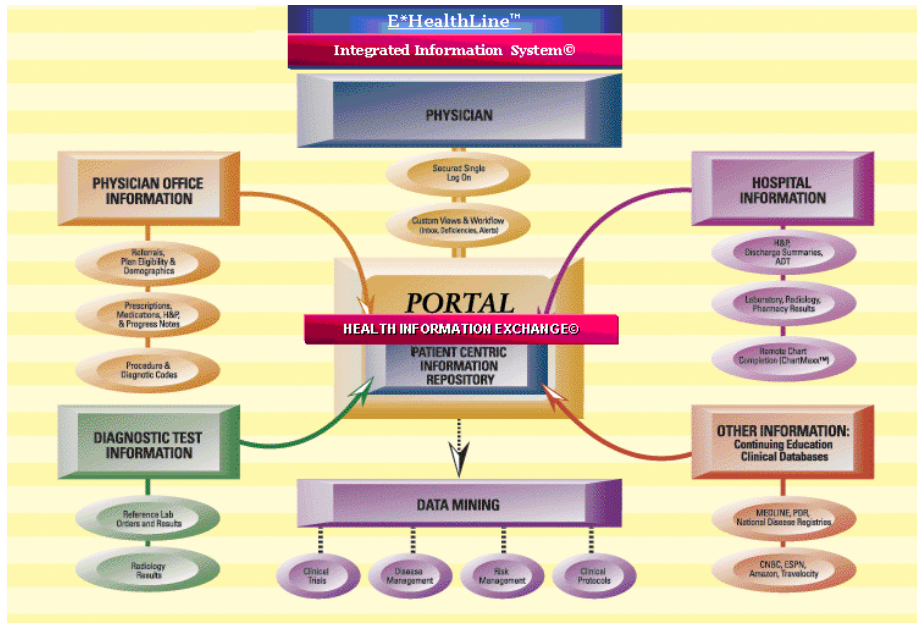 E*HealthLine™
Integrated Information System©
PHYSICIAN
Secured Single
Log On
Custom Views & Workflow
(Inbox, Deficiencies, Alerts)
PHYSICIAN OFFICE
INFORMATION
Referrals,
Plan Eligibility &
Demographics
Prescriptions,
Medications, H&P,
& Progress Notes
Procedure &
Diagnotic Codes
HOSPITAL
INFORMATION
H&P,
Discharge Summaries,
ADT
Laboratory, Radiology,
Pharmacy Results
Remote Chart
Completion (ChartMaxx™)
PORTAL
HEALTH INFORMATION EXCHANGE©
PATIENT CENTRIC
INFORMATION
REPOSITORY
DIAGNOSTIC TEST
INFORMATION
Reference Lab
Orders and Results
Radiology
Results
OTHER INFORMATION:
Continuing Education
Clinical Databases
MEDLINE, PDR,
National Disease Registries
CNBC, ESPN,
Amazon, Travelocity
DATA MINING
Clinical
Trials
Disease
Management
Risk
Management
Clinical
Protocols